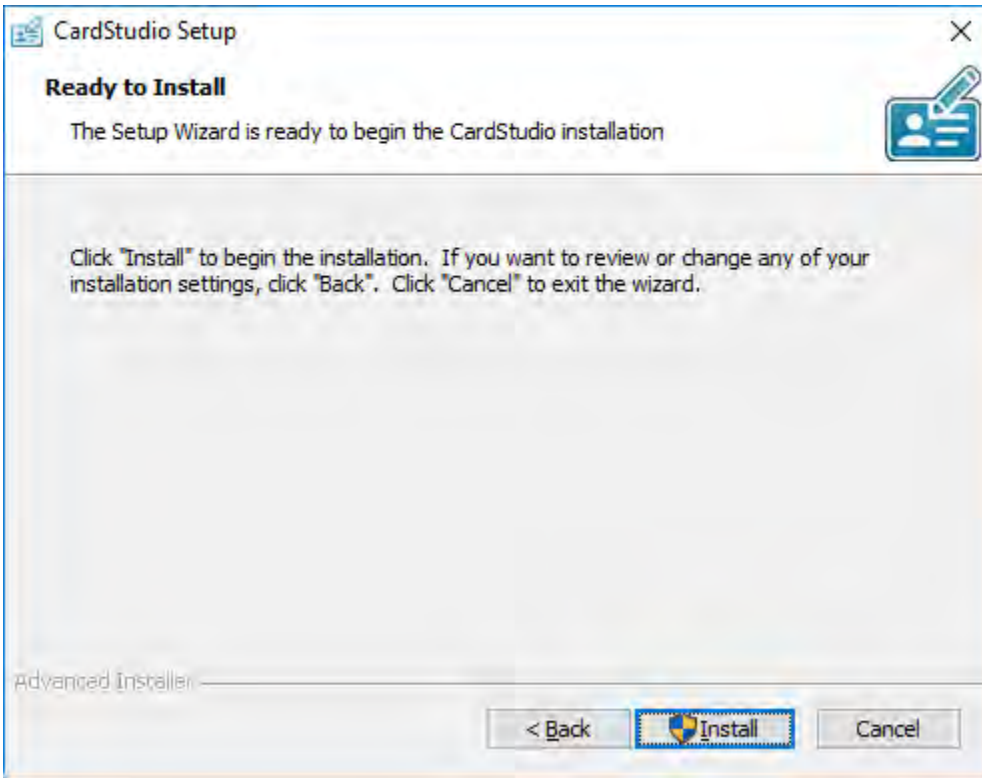 CardStudio Setup
Ready to Install
The Setup Wizard is ready to begin the CardStudio installation
Click "Install" to begin the installation.  If you want to review or change any of your
installation settings, click "Back".  Click "Cancel" to exit the wizard.
Advanced Installer
< Back
Install
Cancel